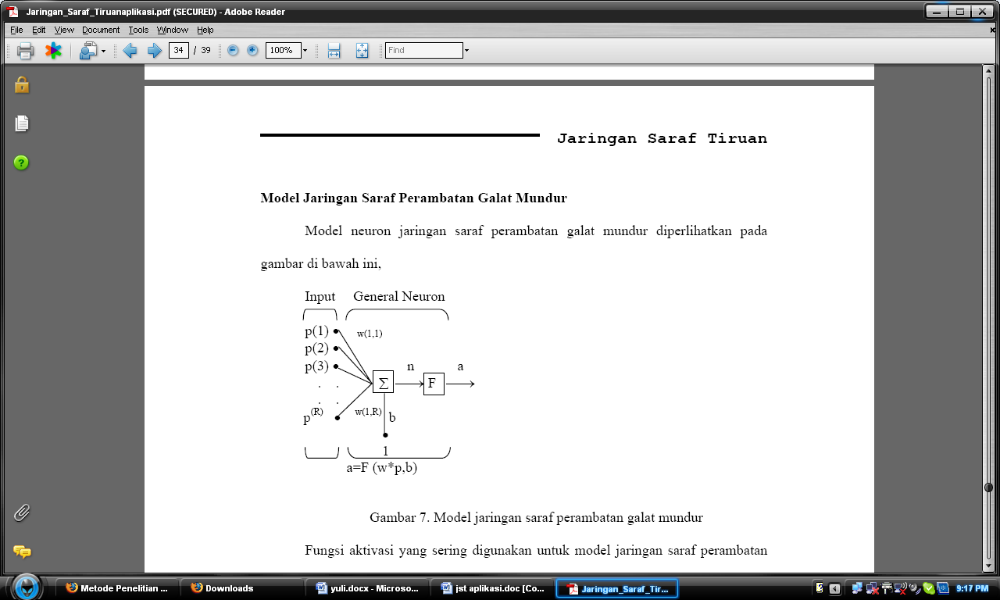 Jaringan_Saraf_Tiruanaplikasi.pdf (SECURED) - Adobe Reader
File Edit View Document Tools Window Help
34 / 39 100% Find
Jaringan Saraf Tiruan
Model Jaringan Saraf Perambatan Galat Mundur
Model neuron jaringan saraf perambatan galat mundur diperlihatkan pada
gambar di bawah ini,
Input General Neuron
p(1) w(1,1)
p(2)
p(3) n a
Σ F
p(R) w(1,R) b
1
a=F (w*p,b)
Gambar 7. Model jaringan saraf perambatan galat mundur
Fungsi aktivasi yang sering digunakan untuk model jaringan saraf perambatan
Metode Penelitian ... Downloads yuli.docx - Microso... jst aplikasi.doc [Co... Jaringan_Saraf_Tir... 9:17 PM